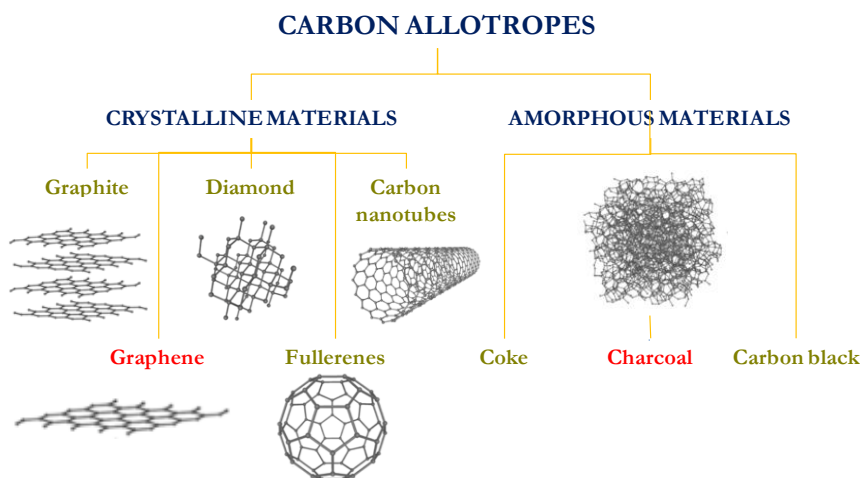 CARBON ALLOTROPES
CRYSTALLINE MATERIALS
AMORPHOUS MATERIALS
Graphite
Diamond
Carbon
nanotubes
Graphene
Fullerenes
Coke
Charcoal
Carbon black